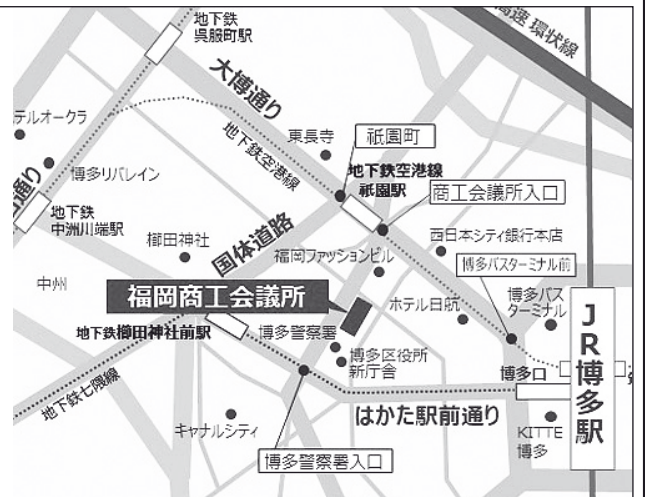 地下鉄
呉服町駅
高速 環状線
大博通り
テルオークラ
東長寺
祇園町
地下鉄空港線
博多リバレイン
地下鉄空港線
祇園駅
商工会議所入口
地下鉄
中洲川端駅
国体道路
櫛田神社
福岡ファッションビル
西日本シティ銀行本店
博多バスターミナル前
中州
福岡商工会議所
ホテル日航
博多バス
ターミナル
JR博多駅
地下鉄櫛田神社前駅
博多警察署
博多区役所
新庁舎
博多口
地下鉄七隈線
はかた駅前通り
キャナルシティ
KITTE
博多
博多警察署入口